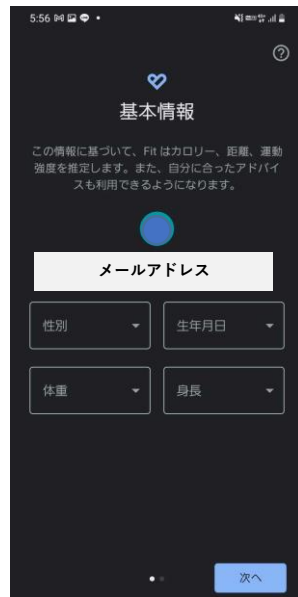 5:56
基本情報
この情報に基づいて、Fit はカロリー、距離、運動
強度を推定します。また、自分に合ったアドバイ
スも利用できるようになります。
メールアドレス
性別
生年月日
体重
身長
次へ